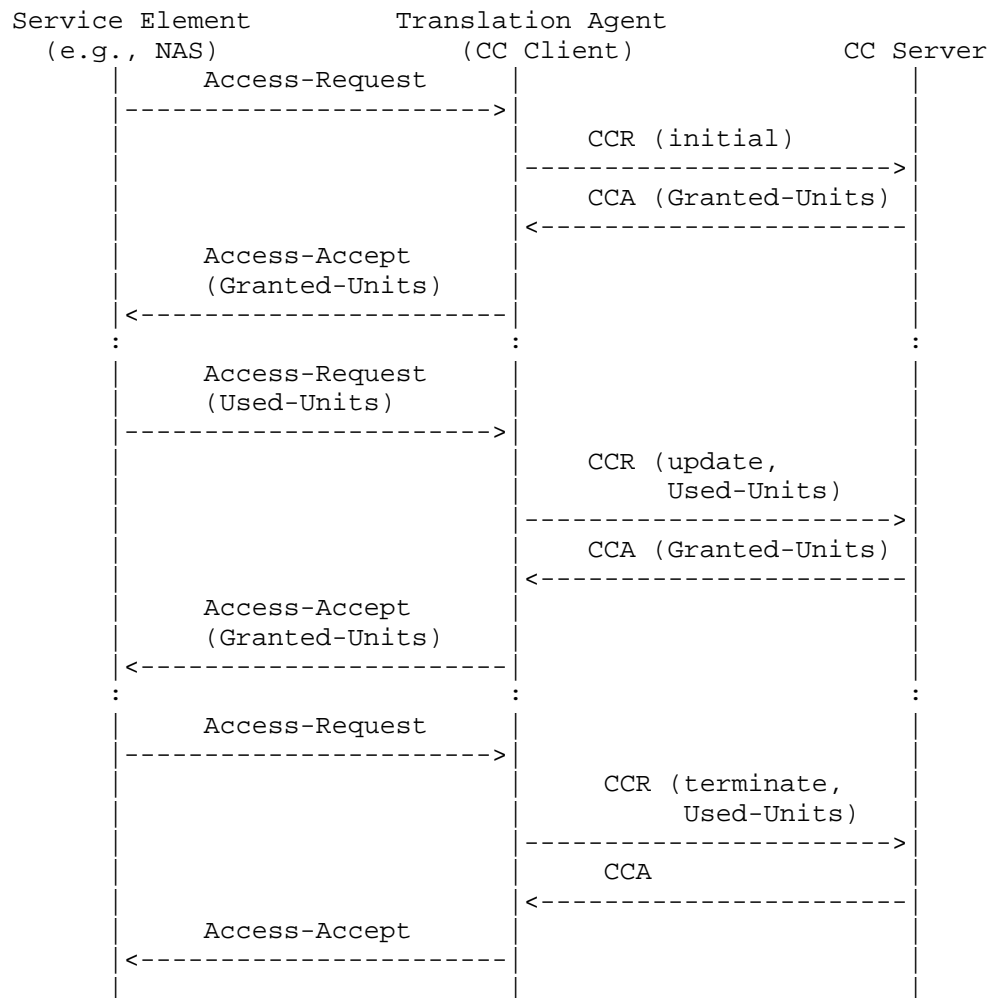 Service Element Translation Agent
(e.g., NAS) (CC Client) CC Server
Access-Request
CCR (initial)
CCA (Granted-Units)
Access-Accept
(Granted-Units)
Access-Request
(Used-Units)
CCR (update,
Used-Units)
CCA (Granted-Units)
Access-Accept
(Granted-Units)
Access-Request
CCR (terminate,
Used-Units)
CCA
Access-Accept